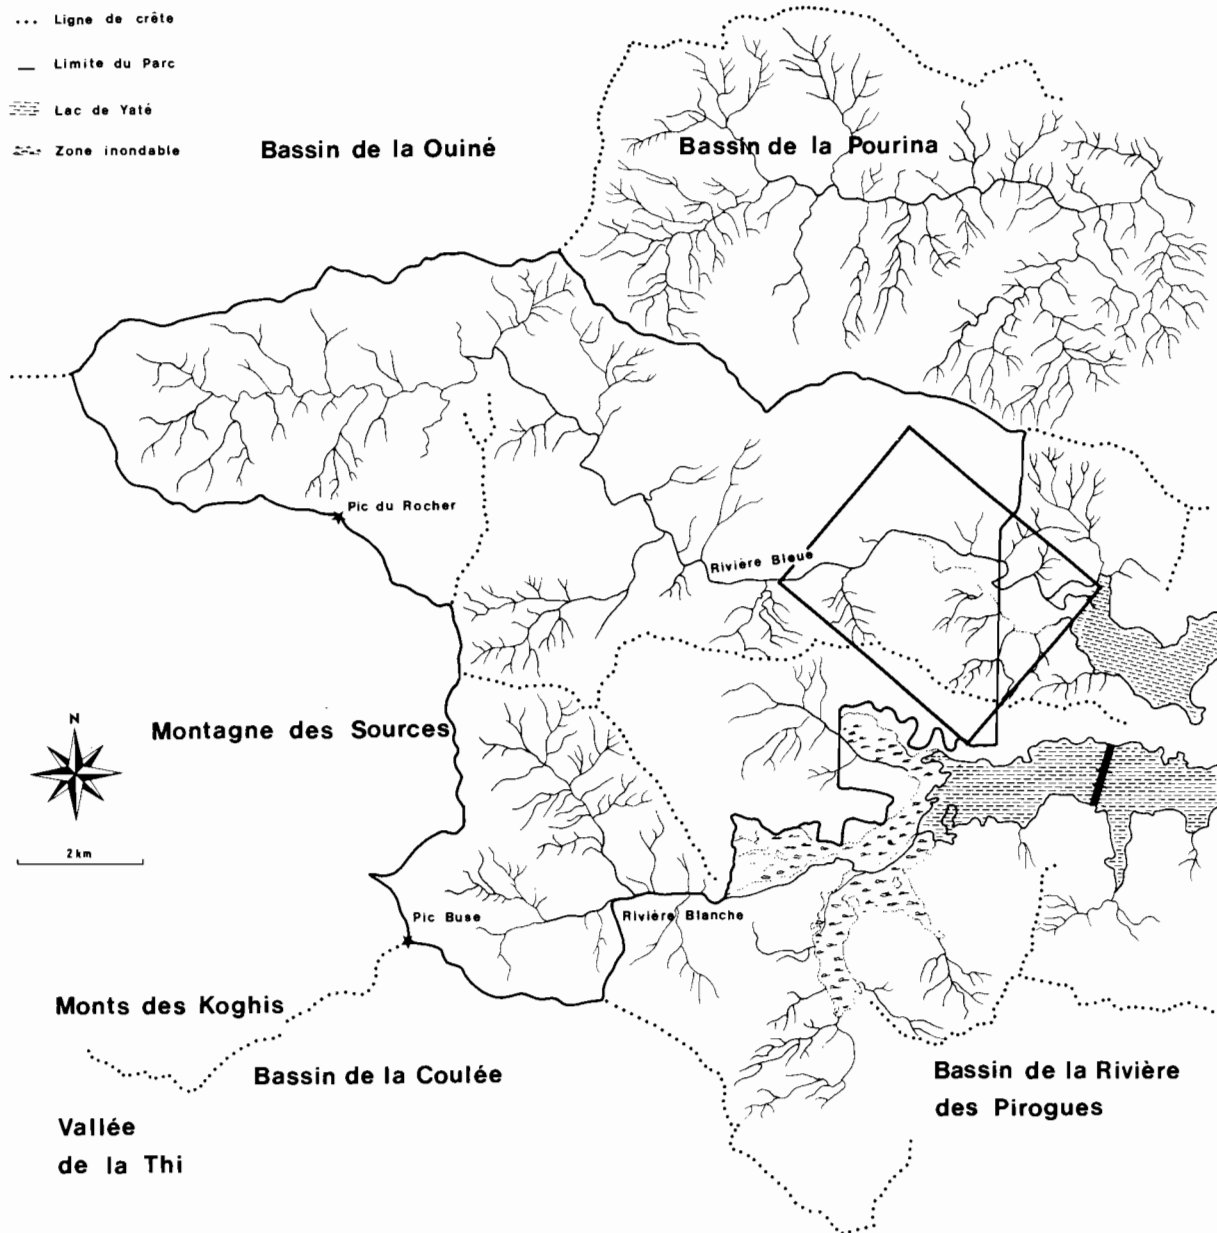 Ligne de crête
Limite du Parc
Lac de Yaté
Zone inondable
Bassin de la Ouiné
Bassin de la Pourina
Pic du Rocher
Rivière Bleue
Montagne des Sources
N
2 km
Pic Buse
Rivière Blanche
Monts des Koghis
Bassin de la Coulée
Bassin de la Rivière
des Pirogues
Vallée
de la Thi